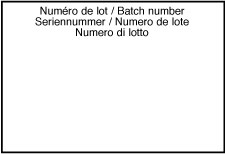 Numéro de lot / Batch number
Seriennummer / Numero de lote
Numero di lotto